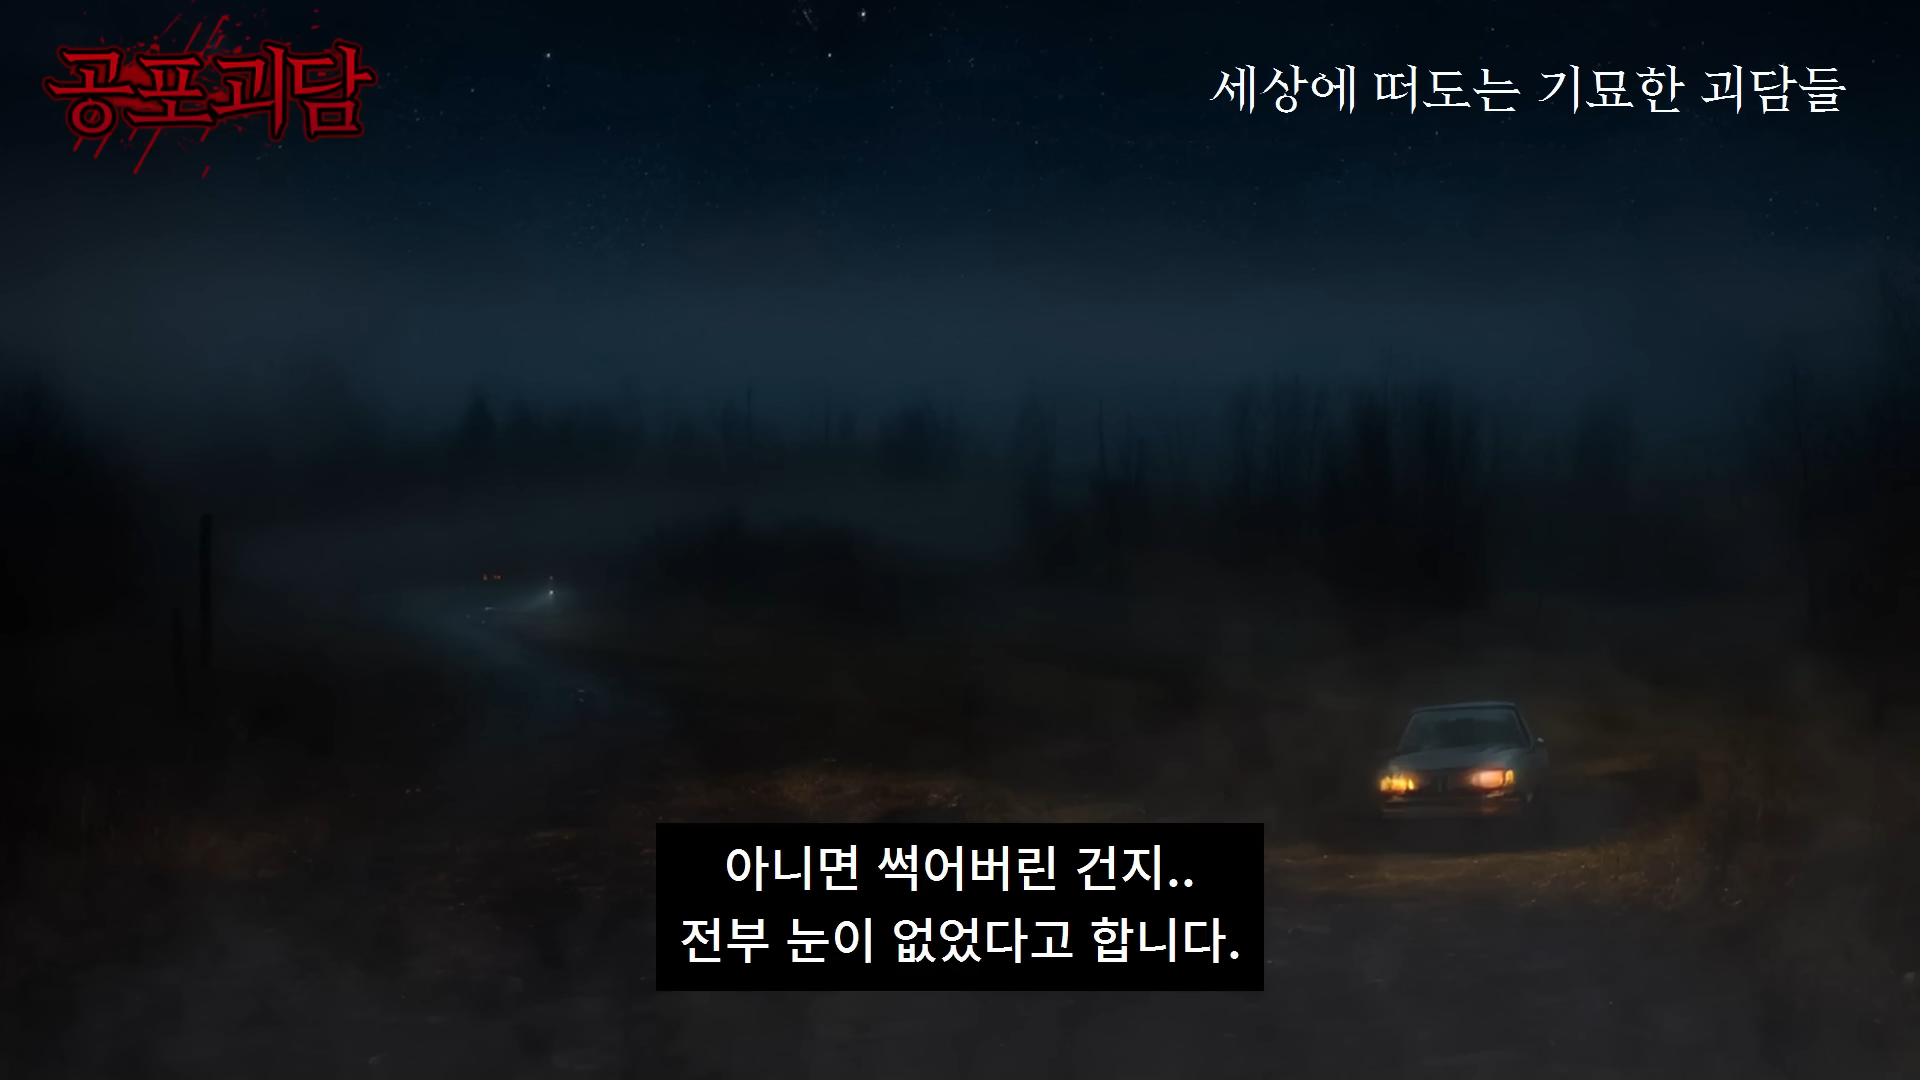 공포괴담
세상에 떠도는 기묘한 괴담들
아니면 썩어버린 건지..
전부 눈이 없었다고 합니다.